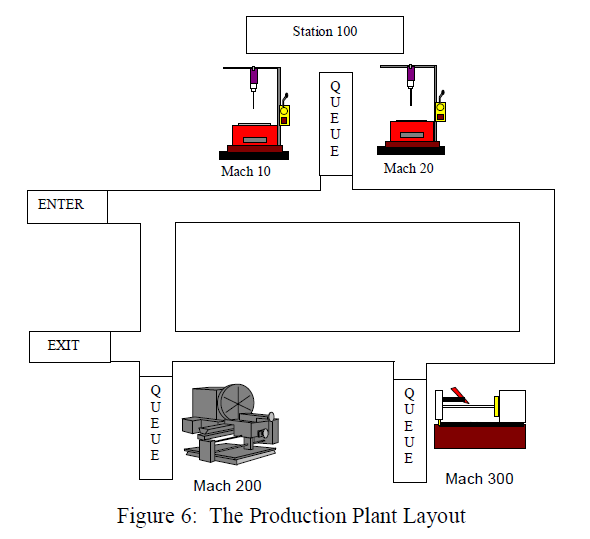 Station 100
QUEUE
Mach 10
Mach 20
ENTER
EXIT
QUEUE
QUEUE
Mach 200
Mach 300
Figure 6: The Production Plant Layout